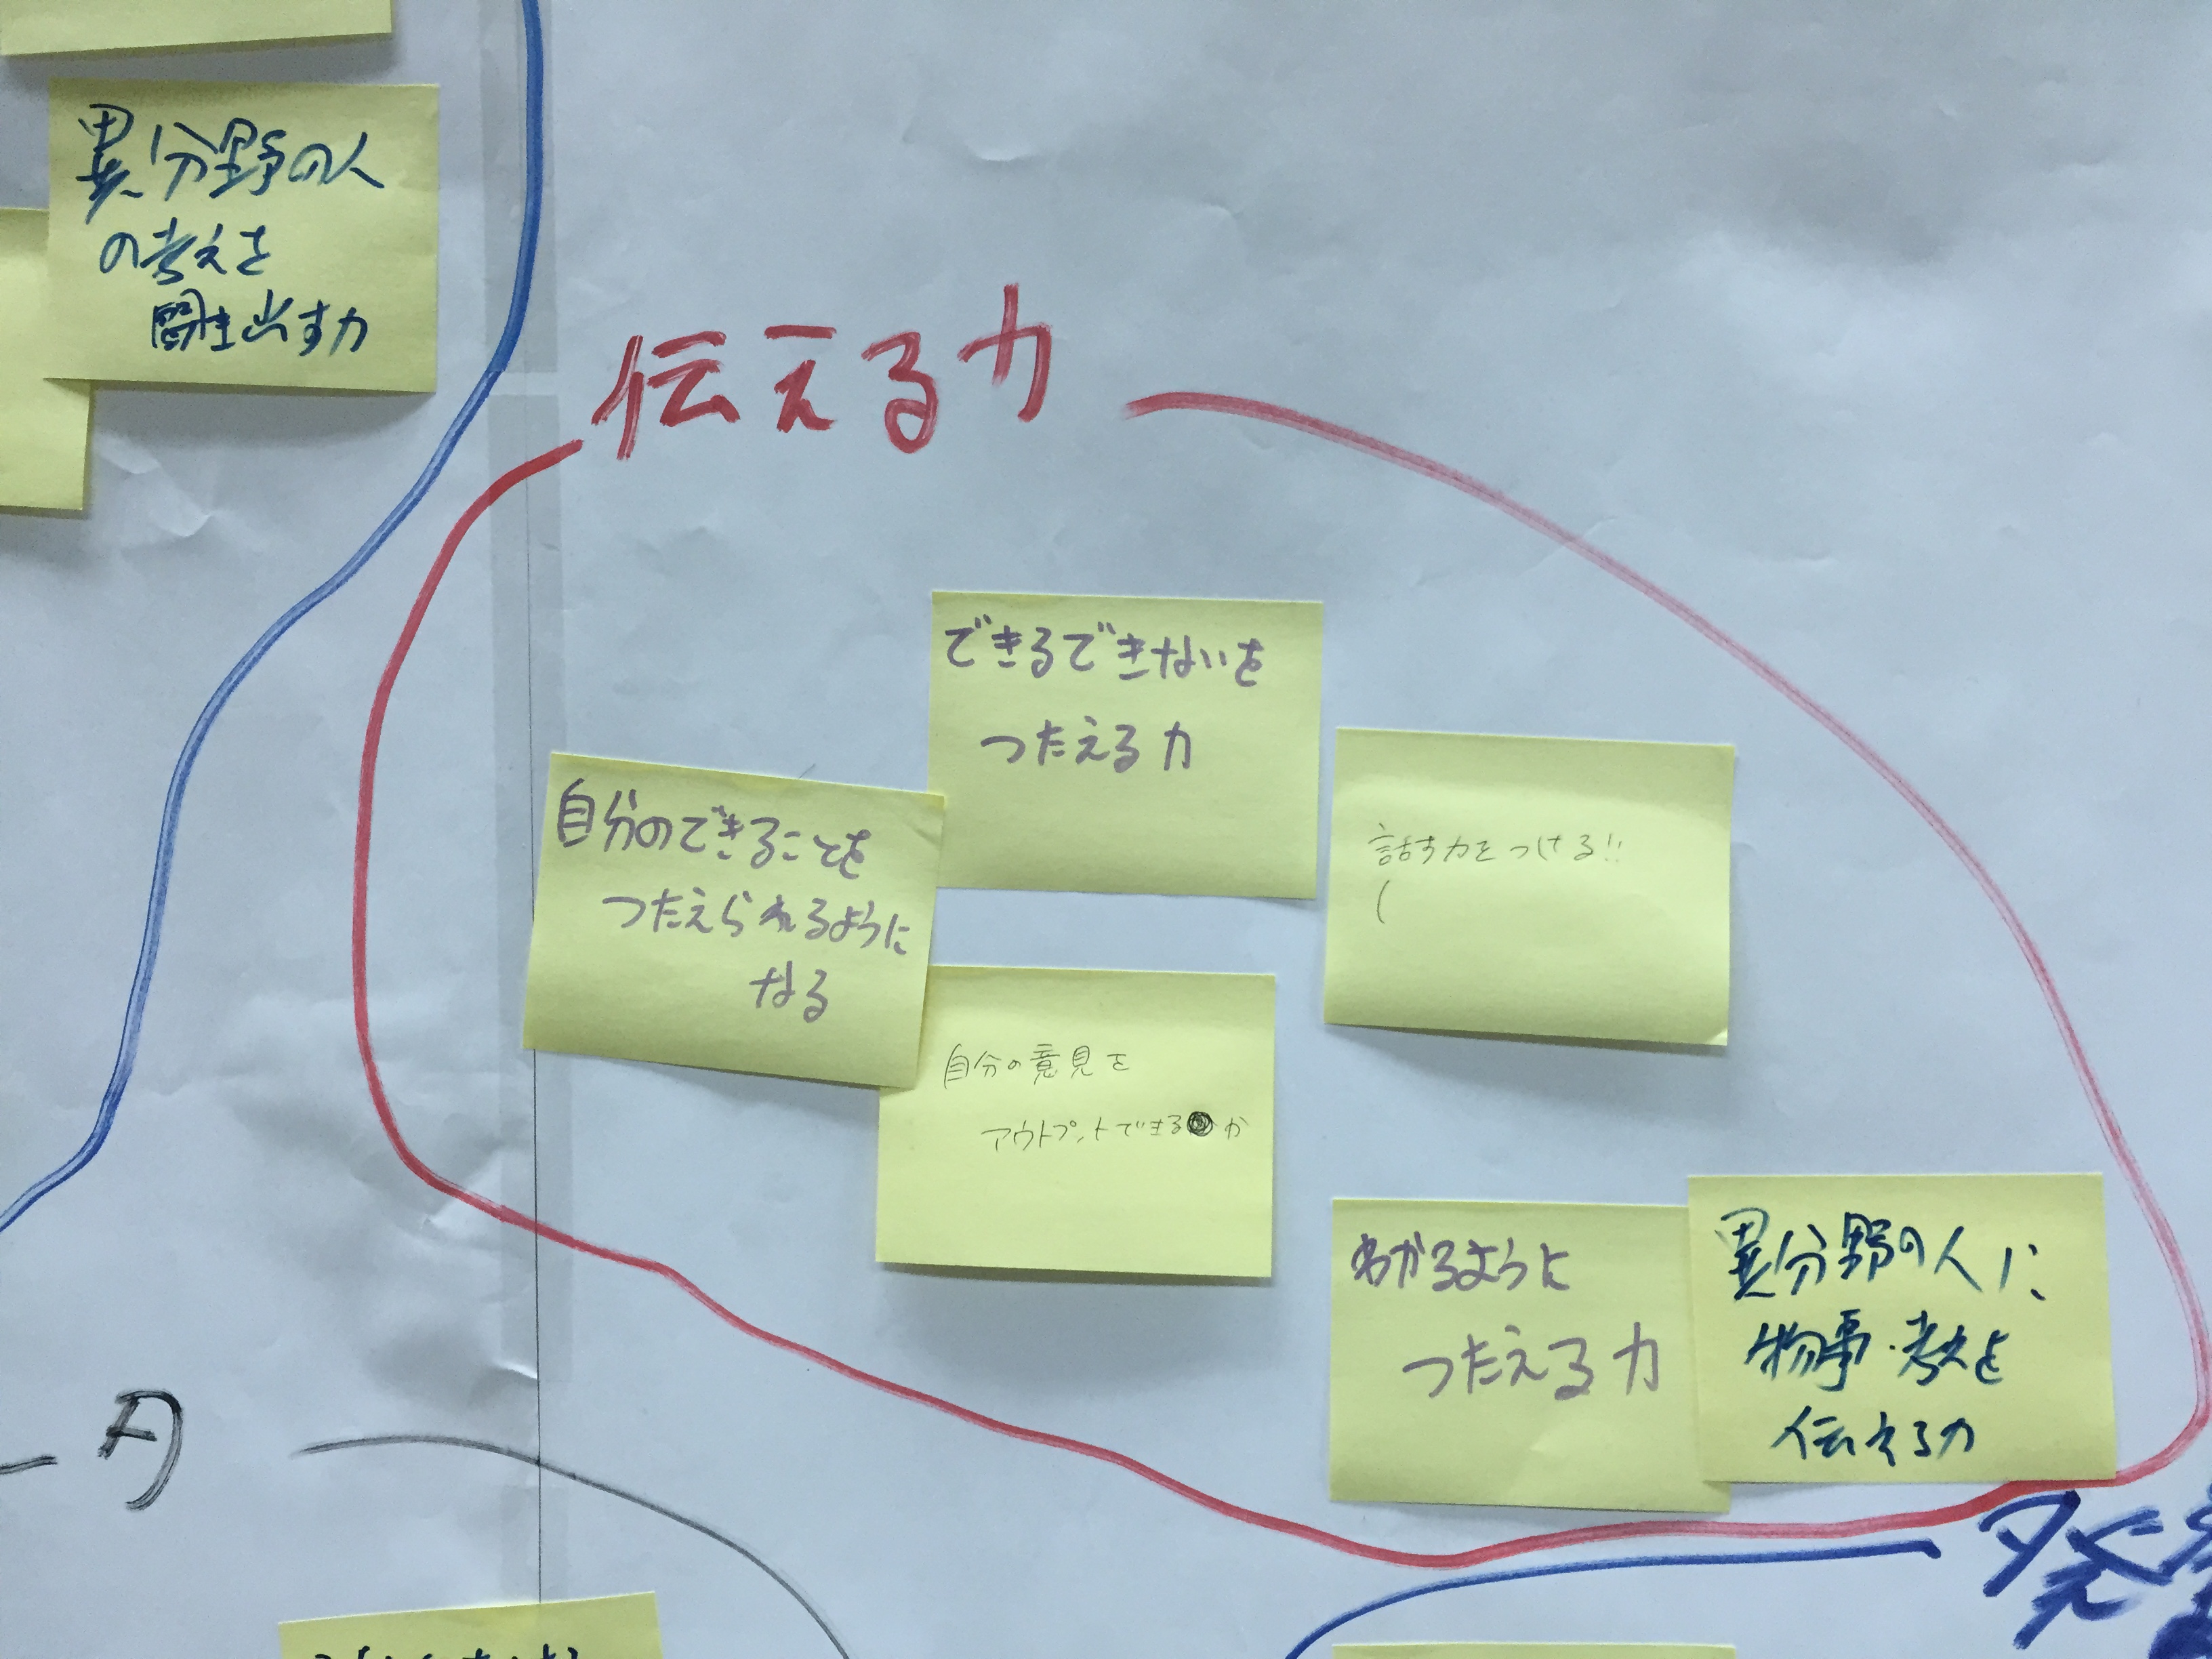 異分野の人
の考えを
聞き出す力
伝える力
できるできないを
つたえる力
自分のできることを
つたえられるように
なる
話す力をつける!!
(
自分の意見を
アウトプットできるか
わかるように
つたえる力
異分野の人に
物事・考えを
伝える力
力
発